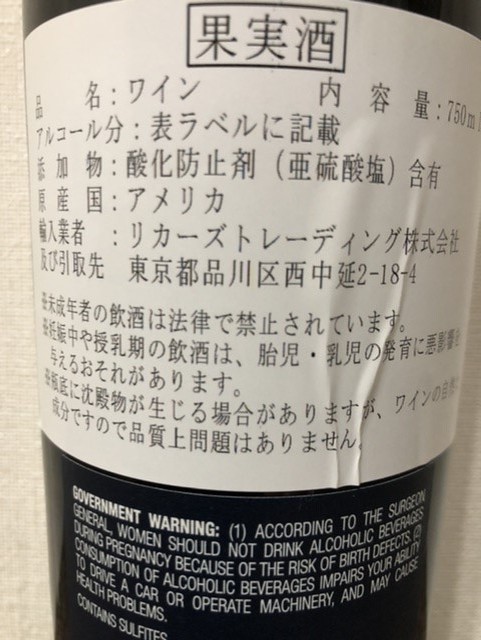 果実酒
品 名：ワイン 内 容 量：750m
アルコール分：表ラベルに記載
添 加 物：酸化防止剤（亜硫酸塩）含有
原 産 国：アメリカ
輸入業者：リカーズトレーディング株式会社
及び引取先 東京都品川区西中延2-18-4
※未成年者の飲酒は法律で禁止されています。
※妊娠中や授乳期の飲酒は、胎児・乳児の発育に悪影響を
与えるおそれがあります。
※瓶底に沈殿物が生じる場合がありますが、ワインの自然
成分ですので品質上問題はありません。
GOVERNMENT WARNING: (1) ACCORDING TO THE SURGEON
GENERAL, WOMEN SHOULD NOT DRINK ALCOHOLIC BEVERAGES
DURING PREGNANCY BECAUSE OF THE RISK OF BIRTH DEFECTS. (2)
CONSUMPTION OF ALCOHOLIC BEVERAGES IMPAIRS YOUR ABILITY
TO DRIVE A CAR OR OPERATE MACHINERY, AND MAY CAUSE
HEALTH PROBLEMS.
CONTAINS SULFITES